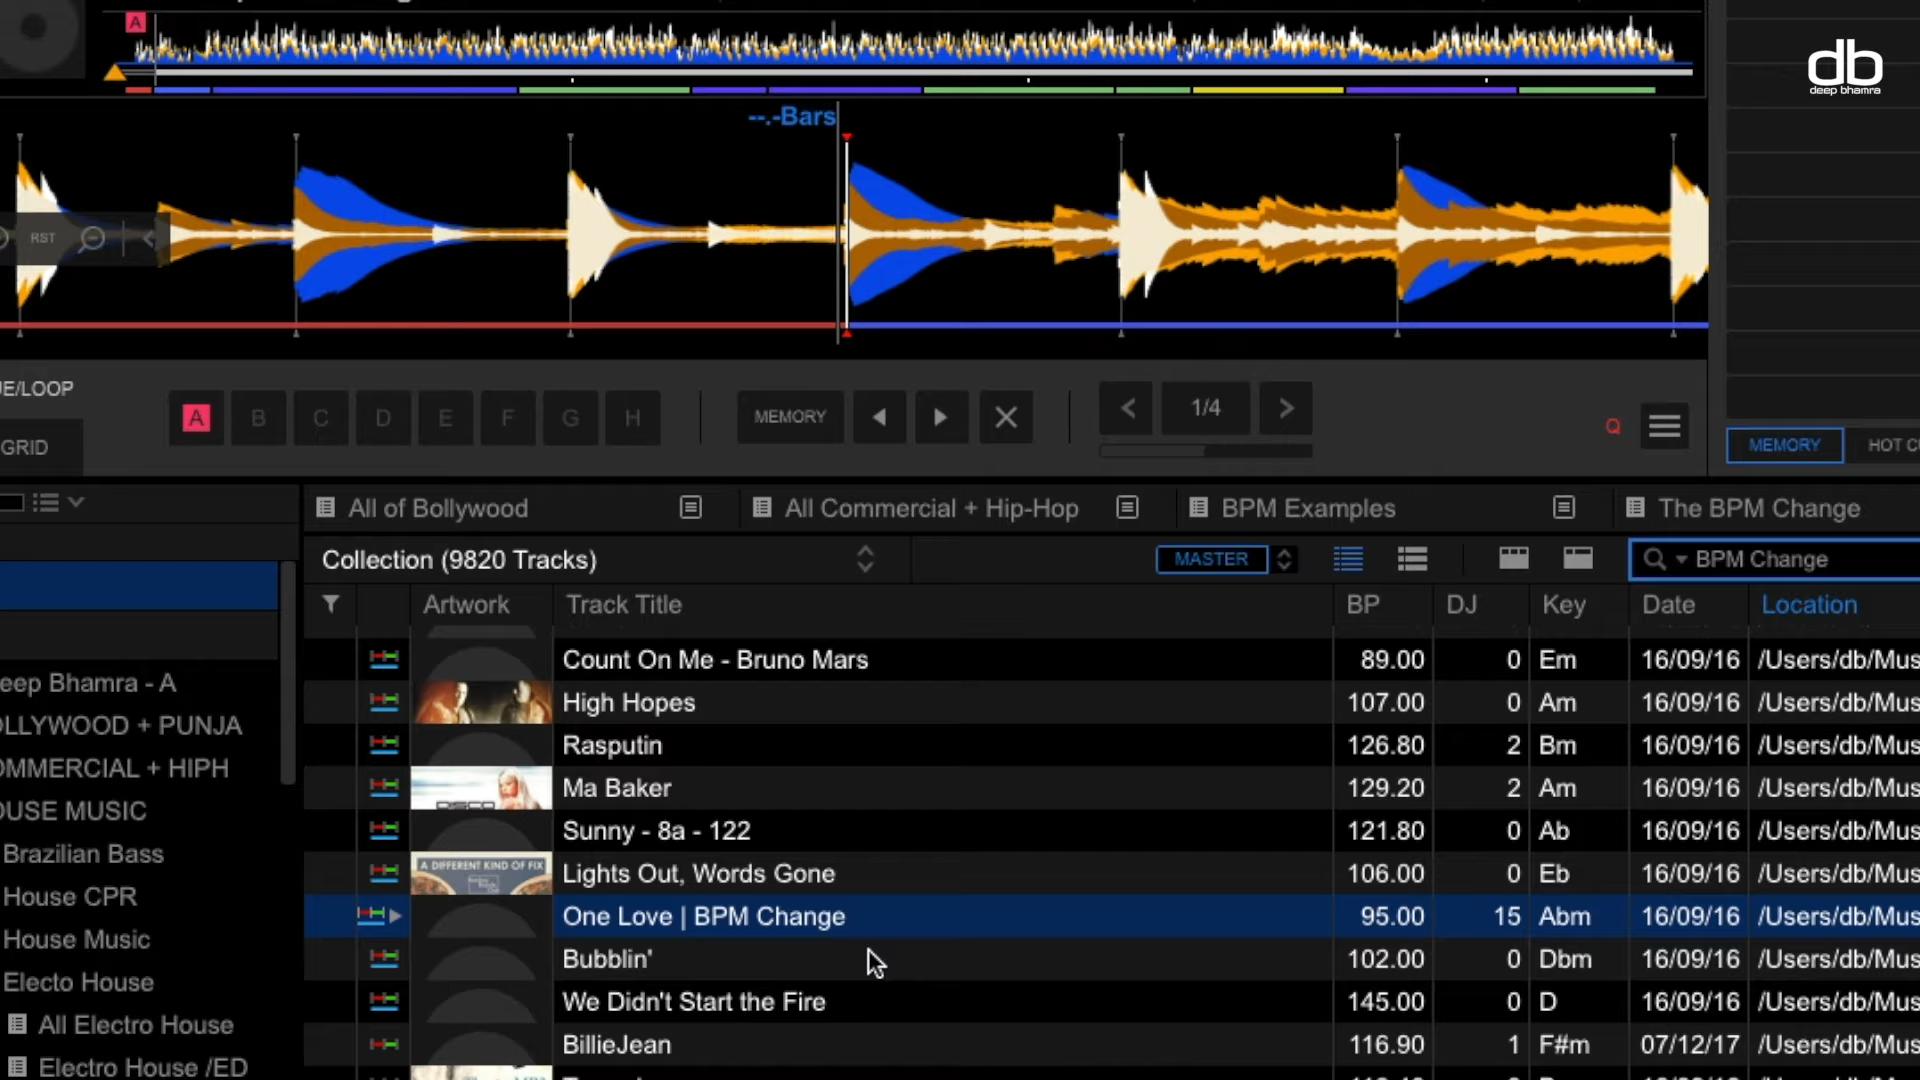 A
db
deep bhamra
--.-Bars
RST
E/LOOP
A B C D E F G H
MEMORY
1/4
Q
GRID
MEMORY HOT C
All of Bollywood
All Commercial + Hip-Hop
BPM Examples
The BPM Change
Collection (9820 Tracks)
MASTER
BPM Change
Artwork Track Title BP DJ Key Date Location
Count On Me - Bruno Mars 89.00 0 Em 16/09/16 /Users/db/Mus
High Hopes 107.00 0 Am 16/09/16 /Users/db/Mus
Rasputin 126.80 2 Bm 16/09/16 /Users/db/Mus
DISCO
Ma Baker 129.20 2 Am 16/09/16 /Users/db/Mus
Sunny - 8a - 122 121.80 0 Ab 16/09/16 /Users/db/Mus
A DIFFERENT KIND OF FIX
Lights Out, Words Gone 106.00 0 Eb 16/09/16 /Users/db/Mus
One Love | BPM Change 95.00 15 Abm 16/09/16 /Users/db/Mus
Bubblin' 102.00 0 Dbm 16/09/16 /Users/db/Mus
We Didn't Start the Fire 145.00 0 D 16/09/16 /Users/db/Mus
BillieJean 116.90 1 F#m 07/12/17 /Users/db/Mus
eep Bhamra - A
OLLYWOOD + PUNJA
OMMERCIAL + HIPH
OUSE MUSIC
Brazilian Bass
House CPR
House Music
Electo House
All Electro House
Electro House /ED